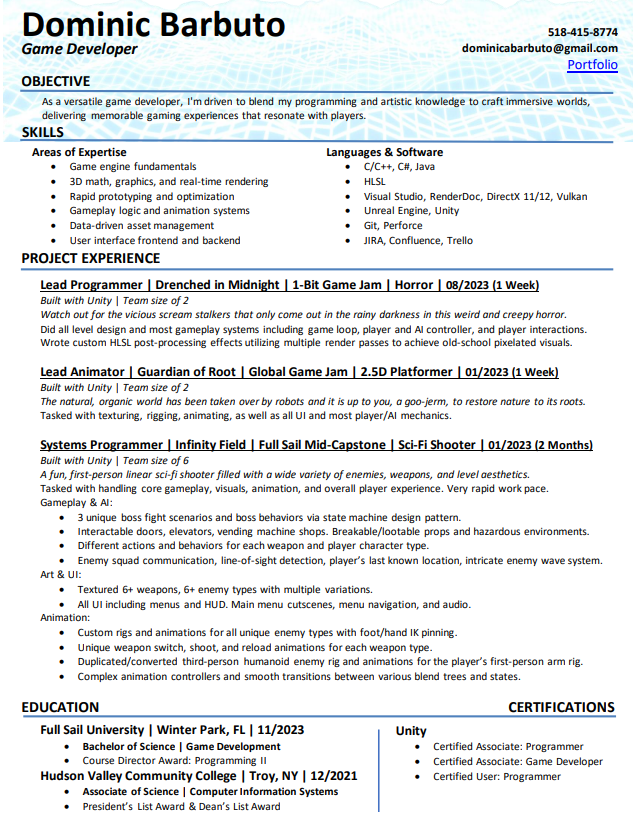 Dominic Barbuto
Game Developer
518-415-8774
dominicabarbuto@gmail.com
Portfolio
OBJECTIVE
As a versatile game developer, I'm driven to blend my programming and artistic knowledge to craft immersive worlds,
delivering memorable gaming experiences that resonate with players.
SKILLS
Areas of Expertise
• Game engine fundamentals
• 3D math, graphics, and real-time rendering
• Rapid prototyping and optimization
• Gameplay logic and animation systems
• Data-driven asset management
• User interface frontend and backend
Languages & Software
• C/C++, C#, Java
• HLSL
• Visual Studio, RenderDoc, DirectX 11/12, Vulkan
• Unreal Engine, Unity
• Git, Perforce
• JIRA, Confluence, Trello
PROJECT EXPERIENCE
Lead Programmer | Drenched in Midnight | 1-Bit Game Jam | Horror | 08/2023 (1 Week)
Built with Unity | Team size of 2
Watch out for the vicious scream stalkers that only come out in the rainy darkness in this weird and creepy horror.
Did all level design and most gameplay systems including game loop, player and AI controller, and player interactions.
Wrote custom HLSL post-processing effects utilizing multiple render passes to achieve old-school pixelated visuals.
Lead Animator | Guardian of Root | Global Game Jam | 2.5D Platformer | 01/2023 (1 Week)
Built with Unity | Team size of 2
The natural, organic world has been taken over by robots and it is up to you, a goo-jerm, to restore nature to its roots.
Tasked with texturing, rigging, animating, as well as all UI and most player/AI mechanics.
Systems Programmer | Infinity Field | Full Sail Mid-Capstone | Sci-Fi Shooter | 01/2023 (2 Months)
Built with Unity | Team size of 6
A fun, first-person linear sci-fi shooter filled with a wide variety of enemies, weapons, and level aesthetics.
Tasked with handling core gameplay, visuals, animation, and overall player experience. Very rapid work pace.
Gameplay & AI:
• 3 unique boss fight scenarios and boss behaviors via state machine design pattern.
• Interactable doors, elevators, vending machine shops. Breakable/lootable props and hazardous environments.
• Different actions and behaviors for each weapon and player character type.
• Enemy squad communication, line-of-sight detection, player's last known location, intricate enemy wave system.
Art & UI:
• Textured 6+ weapons, 6+ enemy types with multiple variations.
• All UI including menus and HUD. Main menu cutscenes, menu navigation, and audio.
Animation:
• Custom rigs and animations for all unique enemy types with foot/hand IK pinning.
• Unique weapon switch, shoot, and reload animations for each weapon type.
• Duplicated/converted third-person humanoid enemy rig and animations for the player's first-person arm rig.
• Complex animation controllers and smooth transitions between various blend trees and states.
EDUCATION
Full Sail University | Winter Park, FL | 11/2023
• Bachelor of Science | Game Development
• Course Director Award: Programming II
Hudson Valley Community College | Troy, NY | 12/2021
• Associate of Science | Computer Information Systems
• President's List Award & Dean's List Award
CERTIFICATIONS
Unity
• Certified Associate: Programmer
• Certified Associate: Game Developer
• Certified User: Programmer